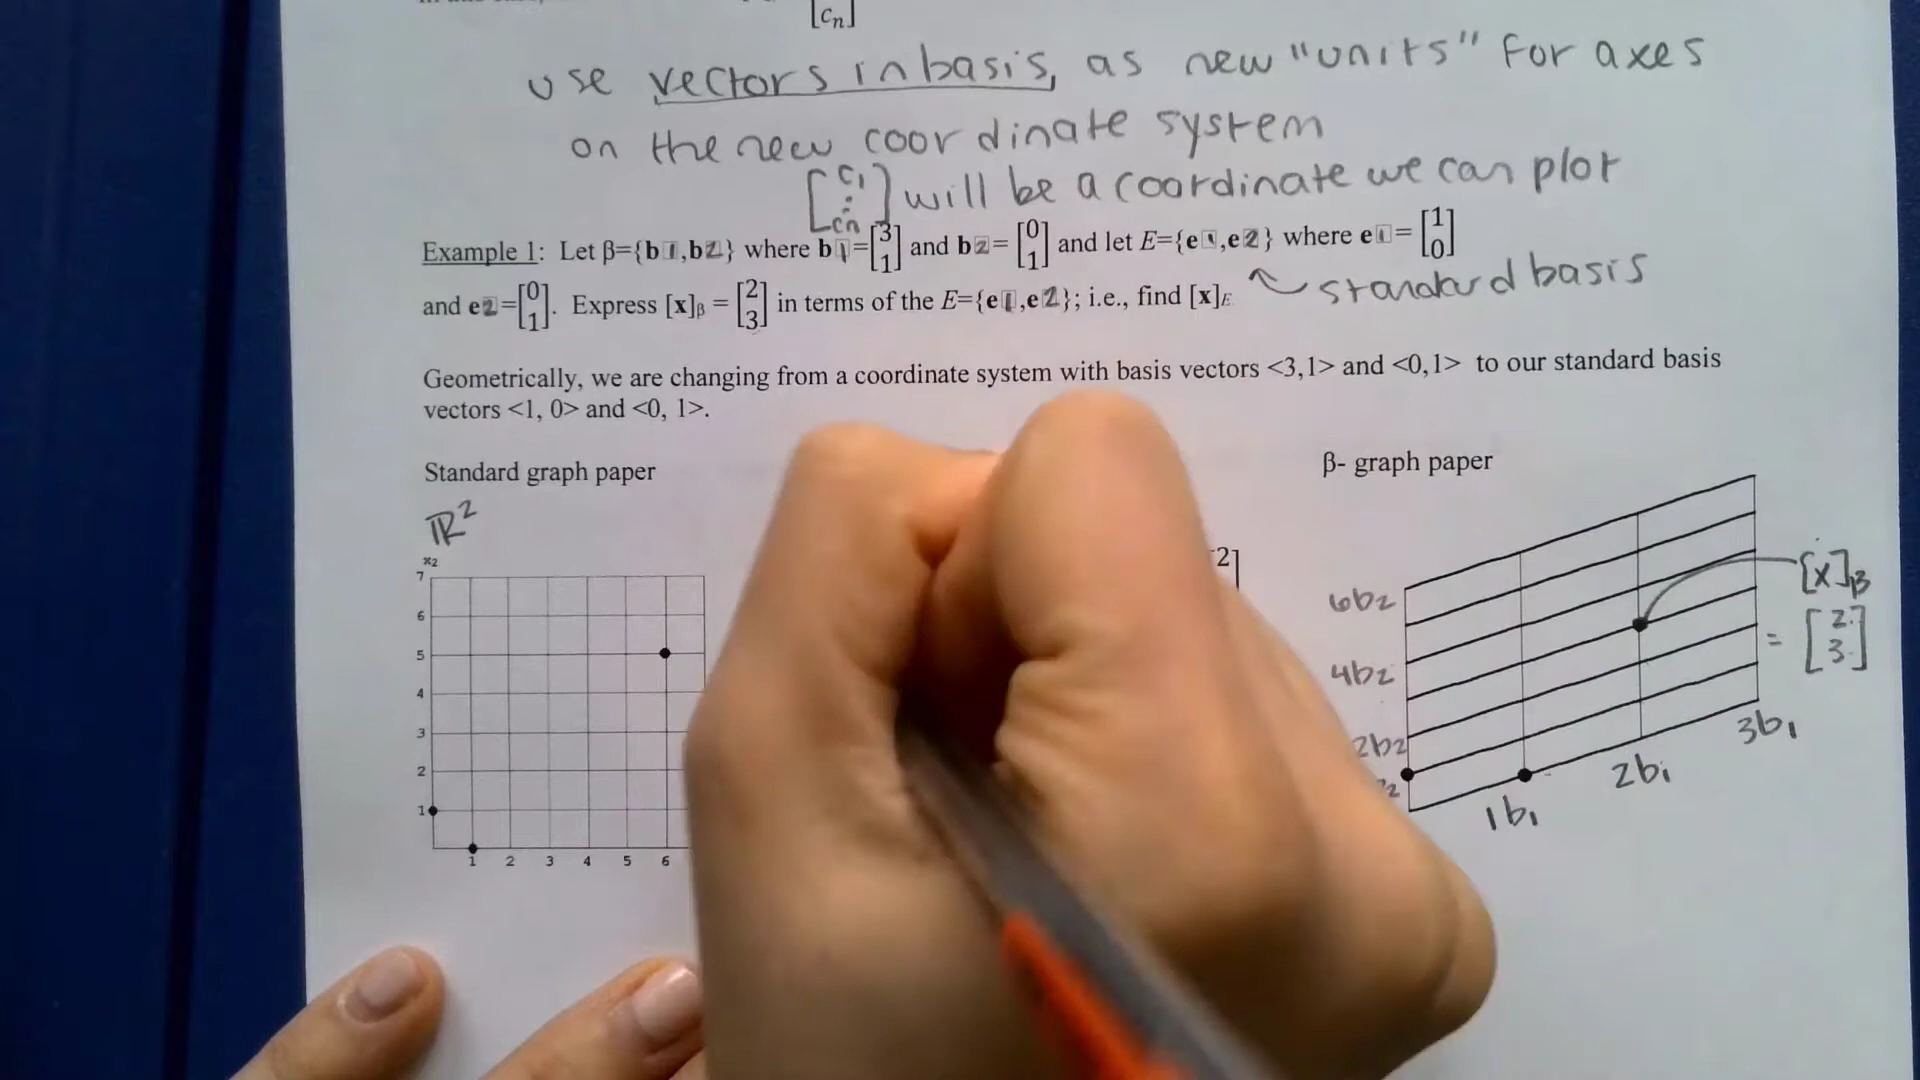 [cₙ]
use vectors in basis, as new "units" for axes
on the new coordinate system
[c₁ : cn] will be a coordinate we can plot
Example 1: Let β={b1,b2} where b1=[3 1] and b2=[0 1] and let E={e1,e2} where e1=[1 0]
and e2=[0 1]. Express [x]β = [2 3] in terms of the E={e1,e2}; i.e., find [x]E
standard basis
Geometrically, we are changing from a coordinate system with basis vectors <3,1> and <0,1> to our standard basis
vectors <1, 0> and <0, 1>.
Standard graph paper
ℝ²
x2
7
6
5
4
3
2
1
1 2 3 4 5 6
2]
β- graph paper
6b₂
4b₂
2b₂
1b₁
2b₁
3b₁
[x]β
= [2 3]